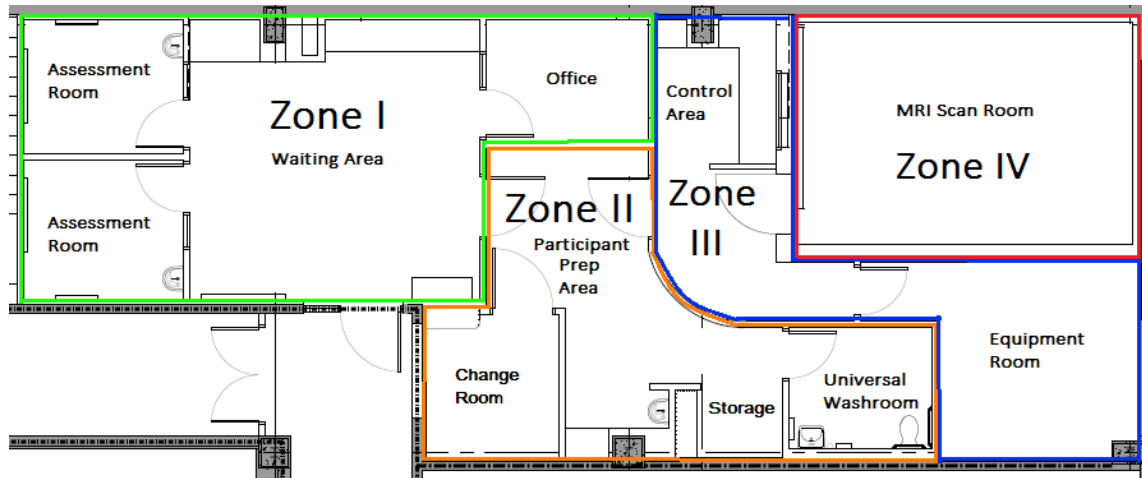 Assessment
Room
Zone I
Waiting Area
Office
Control
Area
MRI Scan Room
Zone IV
Assessment
Room
Zone II
Participant
Prep
Area
Zone
III
Change
Room
Storage
Universal
Washroom
Equipment
Room